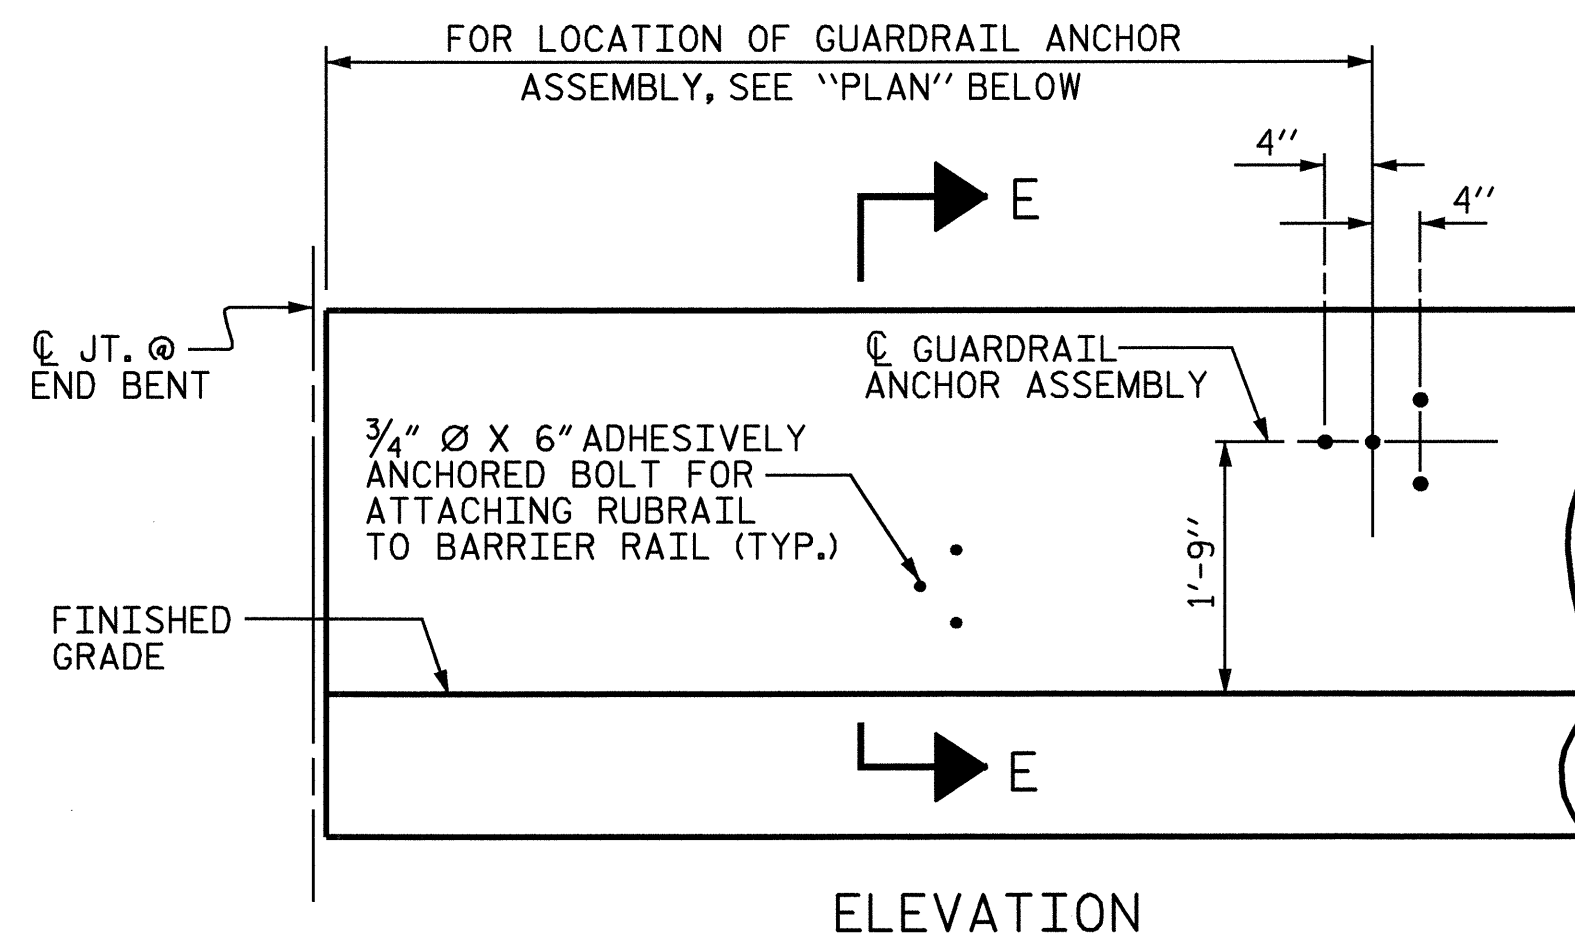 FOR LOCATION OF GUARDRAIL ANCHOR
ASSEMBLY, SEE "PLAN" BELOW
4"
4"
E
℄ JT. @
END BENT
℄ GUARDRAIL
ANCHOR ASSEMBLY
3/4" Ø X 6" ADHESIVELY
ANCHORED BOLT FOR
ATTACHING RUBRAIL
TO BARRIER RAIL (TYP.)
1'-9"
FINISHED
GRADE
E
ELEVATION